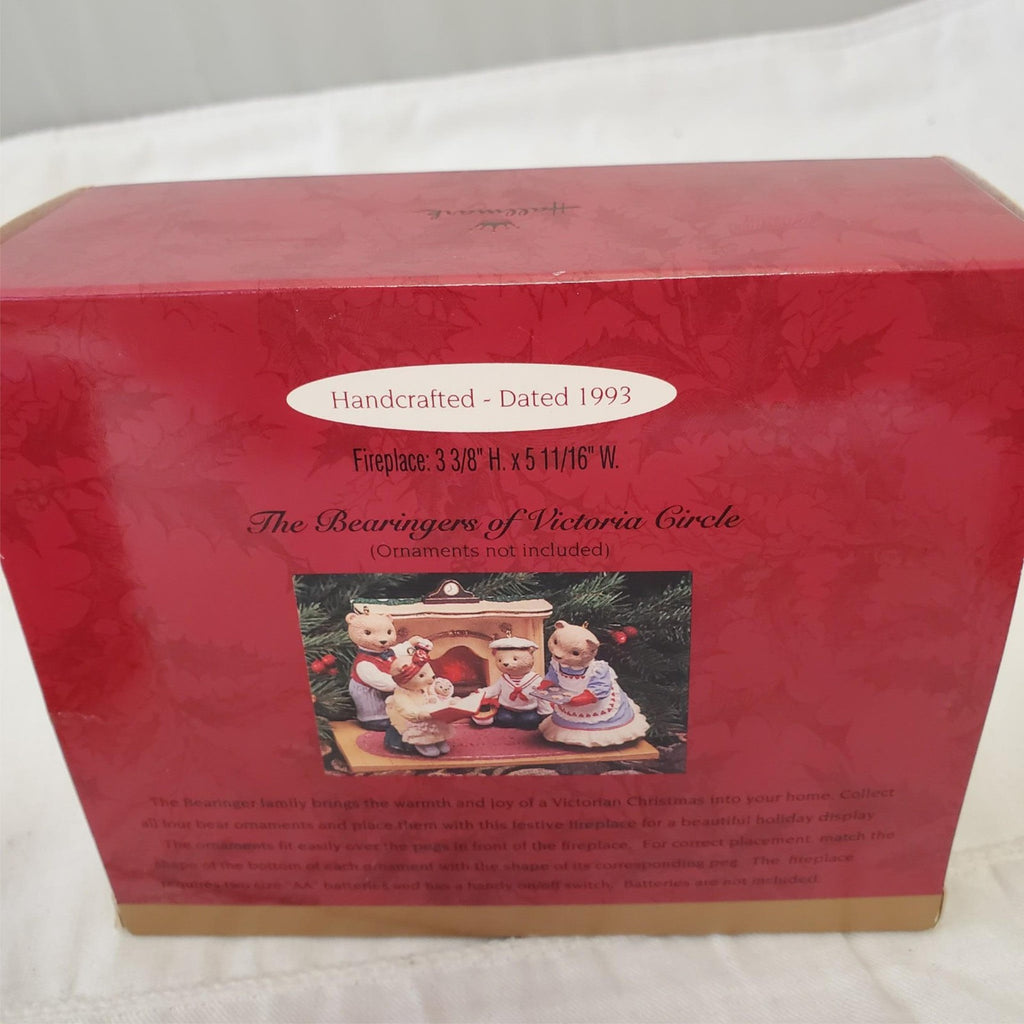 Hallmark
Handcrafted - Dated 1993
Fireplace: 3 3/8" H. x 5 11/16" W.
The Bearingers of Victoria Circle
(Ornaments not included)
The Bearinger family brings the warmth and joy of a Victorian Christmas into your home. Collect
all four bear ornaments and place them with this festive fireplace for a beautiful holiday display.
The ornaments fit easily over the pegs in front of the fireplace. For correct placement, match the
shape of the bottom of each ornament with the shape of its corresponding peg. The fireplace
requires two size "AA" batteries and has a handy on/off switch. Batteries are not included.